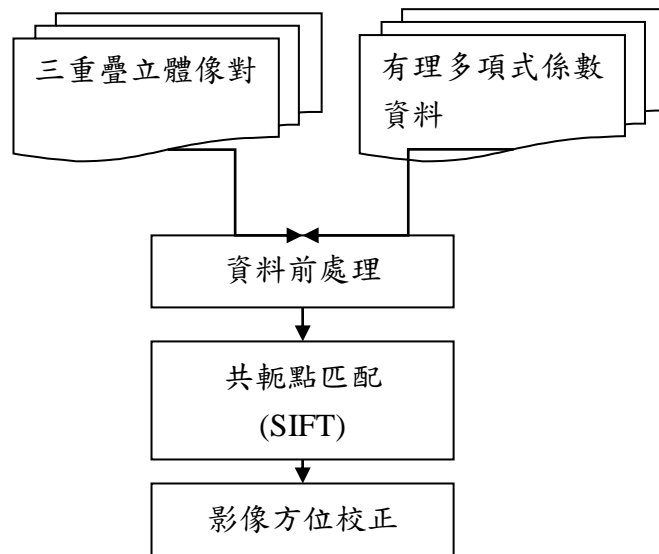 三重疊立體像對
有理多項式係數
資料
資料前處理
共軛點匹配
(SIFT)
影像方位校正